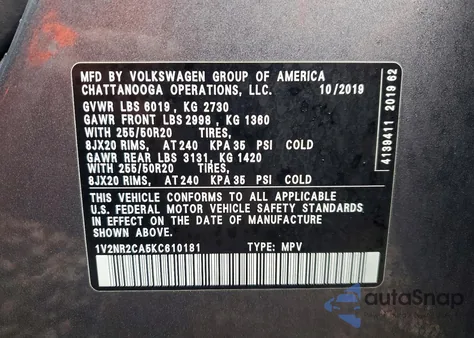 MFD BY VOLKSWAGEN GROUP OF AMERICA
CHATTANOOGA OPERATIONS, LLC. 10/2019
GVWR LBS 6019 , KG 2730
GAWR FRONT LBS 2998 , KG 1360
WITH 255/50R20 TIRES,
8JX20 RIMS, AT 240 KPA 35 PSI COLD
GAWR REAR LBS 3131, KG 1420
WITH 255/50R20 TIRES,
8JX20 RIMS, AT 240 KPA 35 PSI COLD
THIS VEHICLE CONFORMS TO ALL APPLICABLE
U.S. FEDERAL MOTOR VEHICLE SAFETY STANDARDS
IN EFFECT ON THE DATE OF MANUFACTURE
SHOWN ABOVE.
1V2NR2CA5KC610181 TYPE: MPV
4139411 2019 62
autoSnap